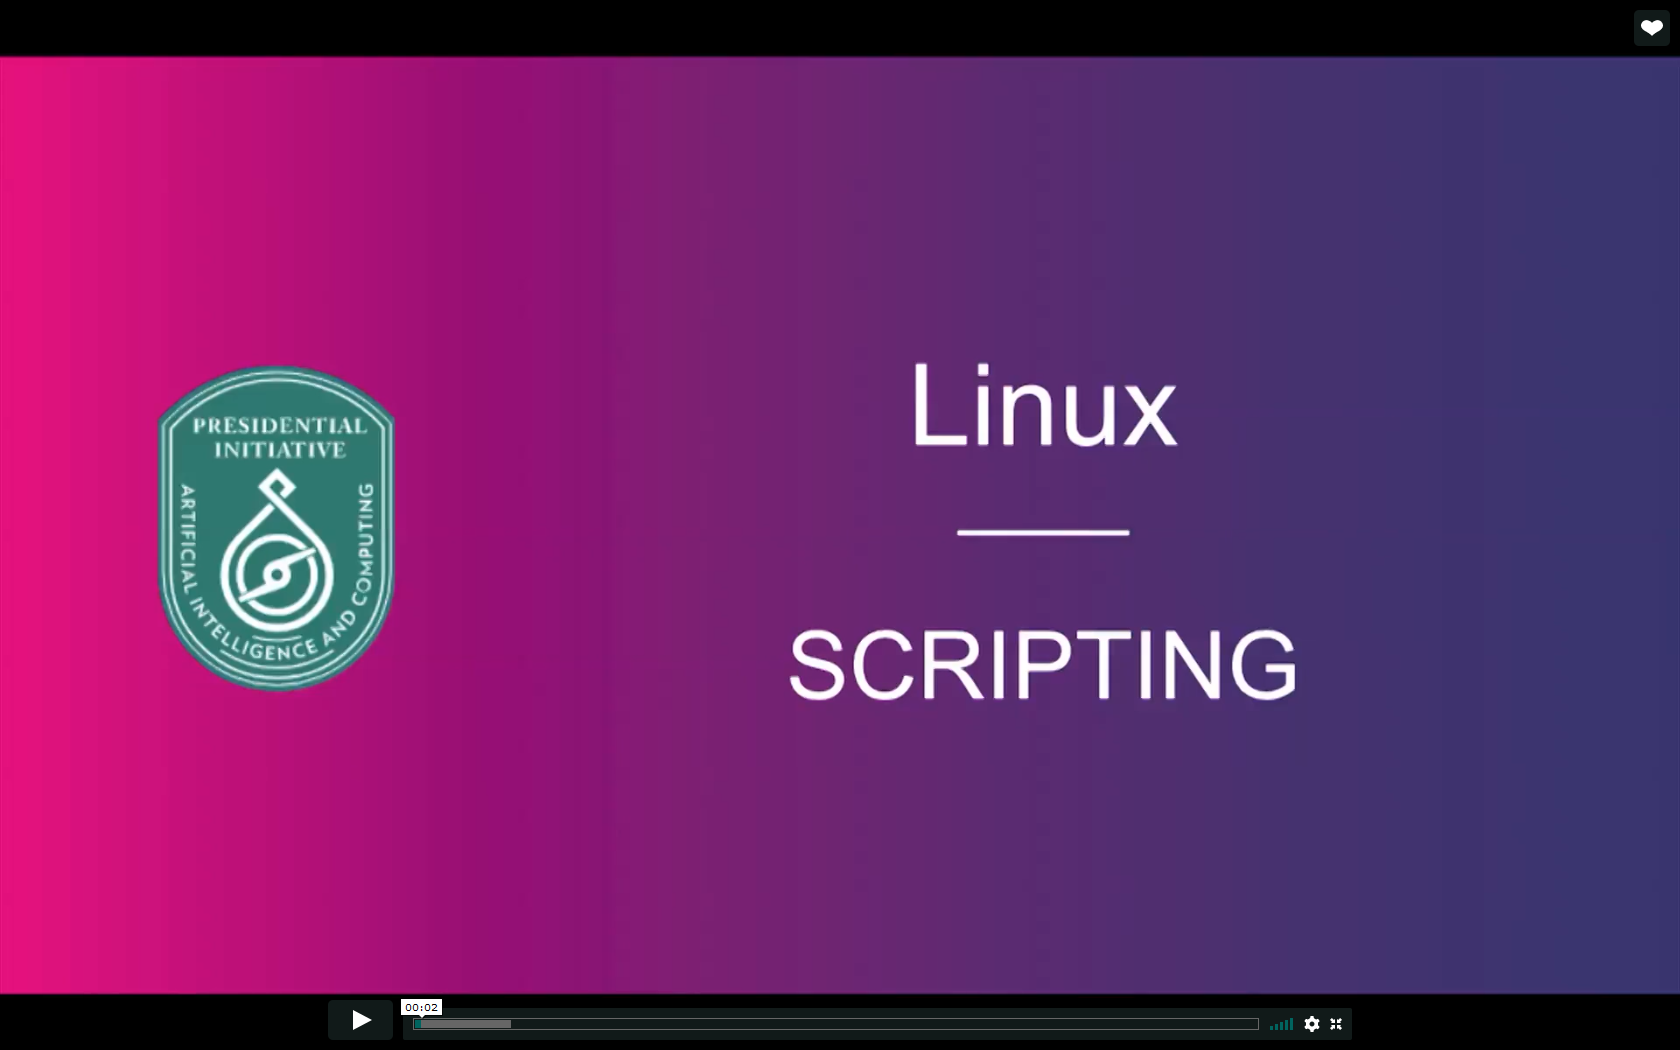 PRESIDENTIAL
INITIATIVE
ARTIFICIAL INTELLIGENCE AND COMPUTING
Linux
SCRIPTING
00:02